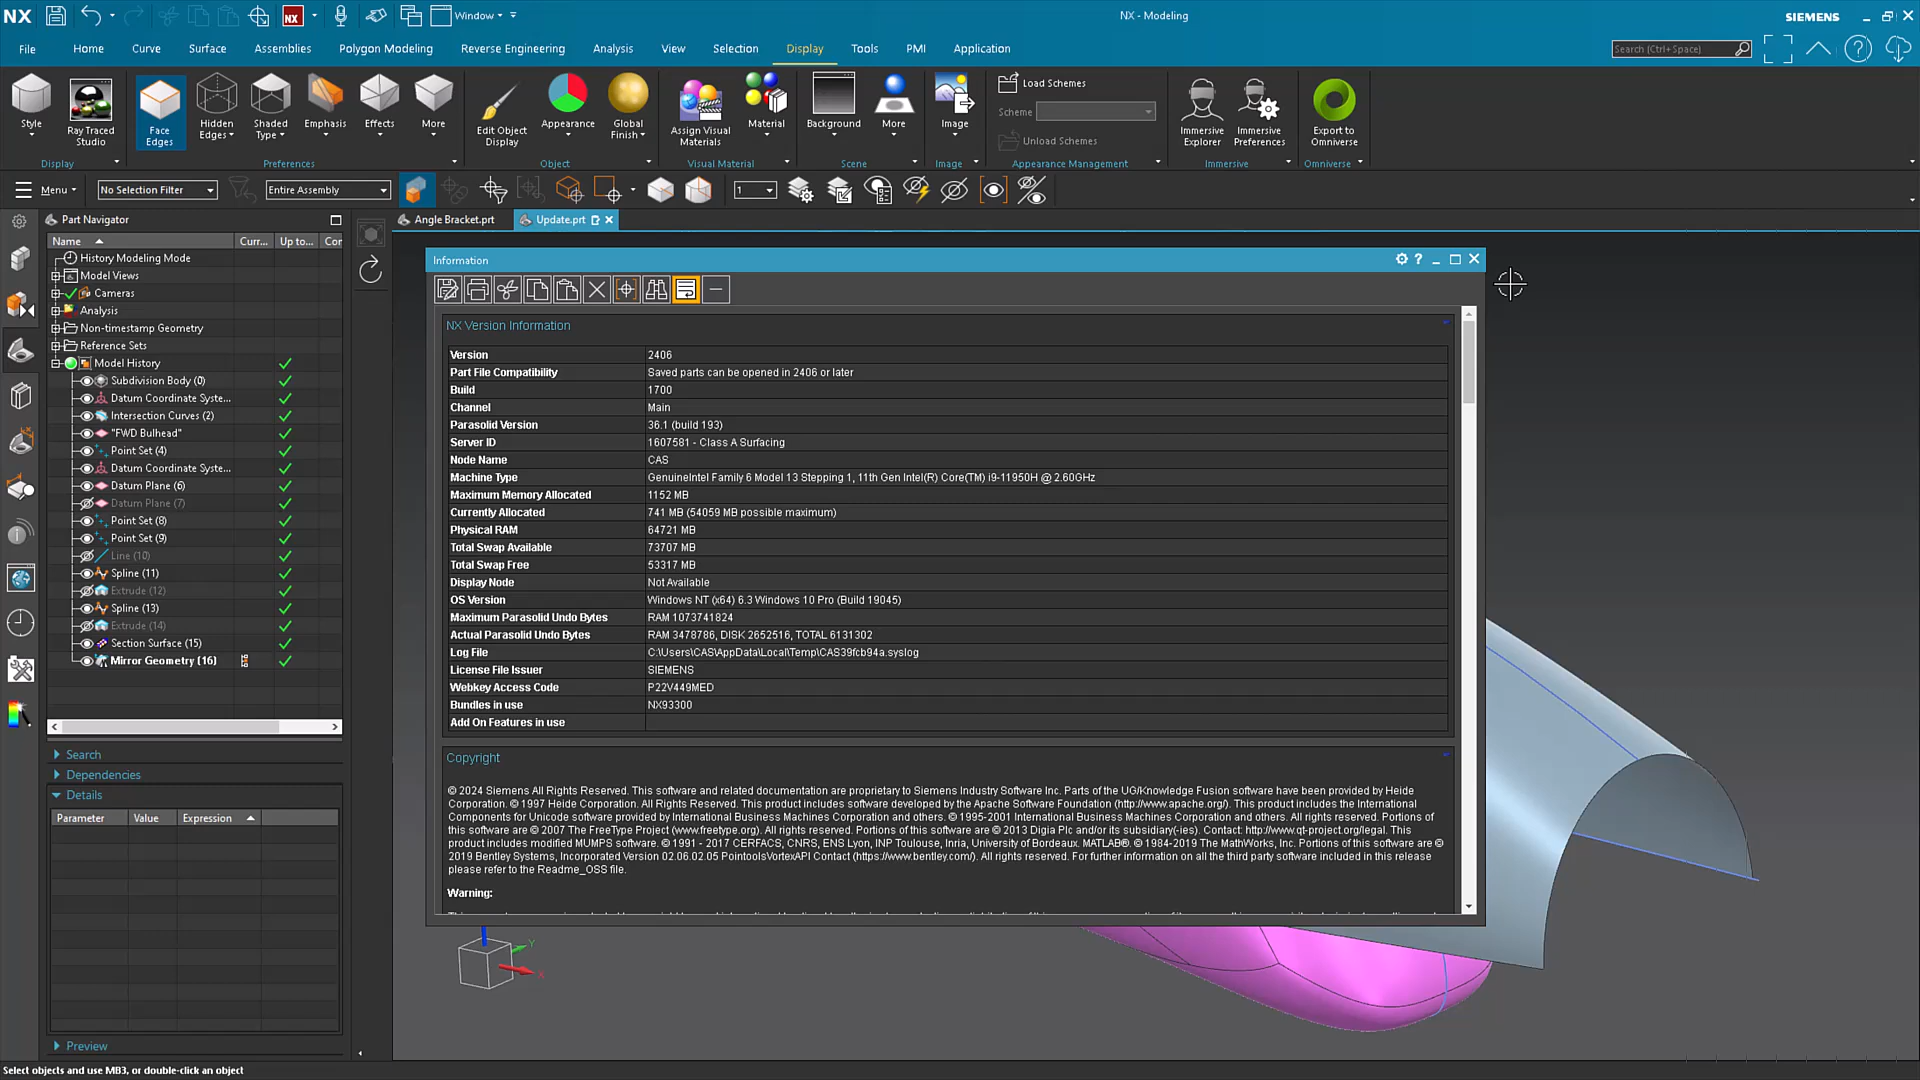 NX
Window
NX - Modeling
SIEMENS
File
Home
Curve
Surface
Assemblies
Polygon Modeling
Reverse Engineering
Analysis
View
Selection
Display
Tools
PMI
Application
Search (Ctrl+Space)
Style
Ray Traced Studio
Face Edges
Hidden Edges
Shaded Type
Emphasis
Effects
More
Edit Object Display
Appearance
Global Finish
Assign Visual Materials
Material
Background
More
Image
Load Schemes
Scheme
Unload Schemes
Immersive Explorer
Immersive Preferences
Export to Omniverse
Display
Preferences
Object
Visual Material
Scene
Image
Appearance Management
Immersive
Omniverse
Menu
No Selection Filter
Entire Assembly
1
Part Navigator
Angle Bracket.prt
Update.prt
Name
Curr...
Up to...
Cor
History Modeling Mode
Model Views
Cameras
Analysis
Non-timestamp Geometry
Reference Sets
Model History
Subdivision Body (0)
Datum Coordinate Syste...
Intersection Curves (2)
"FWD Bulhead"
Point Set (4)
Datum Coordinate Syste...
Datum Plane (6)
Datum Plane (7)
Point Set (8)
Point Set (9)
Line (10)
Spline (11)
Extrude (12)
Spline (13)
Extrude (14)
Section Surface (15)
Mirror Geometry (16)
Search
Dependencies
Details
Parameter
Value
Expression
Preview
Information
NX Version Information
Version 2406
Part File Compatibility Saved parts can be opened in 2406 or later
Build 1700
Channel Main
Parasolid Version 36.1 (build 193)
Server ID 1607581 - Class A Surfacing
Node Name CAS
Machine Type GenuineIntel Family 6 Model 13 Stepping 1, 11th Gen Intel(R) Core(TM) i9-11950H @ 2.60GHz
Maximum Memory Allocated 1152 MB
Currently Allocated 741 MB (54059 MB possible maximum)
Physical RAM 64721 MB
Total Swap Available 73707 MB
Total Swap Free 53317 MB
Display Node Not Available
OS Version Windows NT (x64) 6.3 Windows 10 Pro (Build 19045)
Maximum Parasolid Undo Bytes RAM 1073741824
Actual Parasolid Undo Bytes RAM 3478786, DISK 2652516, TOTAL 6131302
Log File C:\Users\CAS\AppData\Local\Temp\CAS39fcb94a.syslog
License File Issuer SIEMENS
Webkey Access Code P22V449MED
Bundles in use NX93300
Add On Features in use
Copyright
© 2024 Siemens All Rights Reserved. This software and related documentation are proprietary to Siemens Industry Software Inc. Parts of the UG/Knowledge Fusion software have been provided by Heide
Corporation. © 1997 Heide Corporation. All Rights Reserved. This product includes software developed by the Apache Software Foundation (http://www.apache.org/). This product includes the International
Components for Unicode software provided by International Business Machines Corporation and others. © 1995-2001 International Business Machines Corporation and others. All rights reserved. Portions of
this software are © 2007 The FreeType Project (www.freetype.org). All rights reserved. Portions of this software are © 2013 Digia Plc and/or its subsidiary(-ies). Contact: http://www.qt-project.org/legal. This
product includes modified MUMPS software. © 1991 - 2017 CERFACS, CNRS, ENS Lyon, INP Toulouse, Inria, University of Bordeaux. MATLAB®. © 1984-2019 The MathWorks, Inc. Portions of this software are ©
2019 Bentley Systems, Incorporated Version 02.06.02.05 PointoolsVortexAPI Contact (https://www.bentley.com/). All rights reserved. For further information on all the third party software included in this release
please refer to the Readme_OSS file.
Warning:
Y
X
Select objects and use MB3, or double-click an object